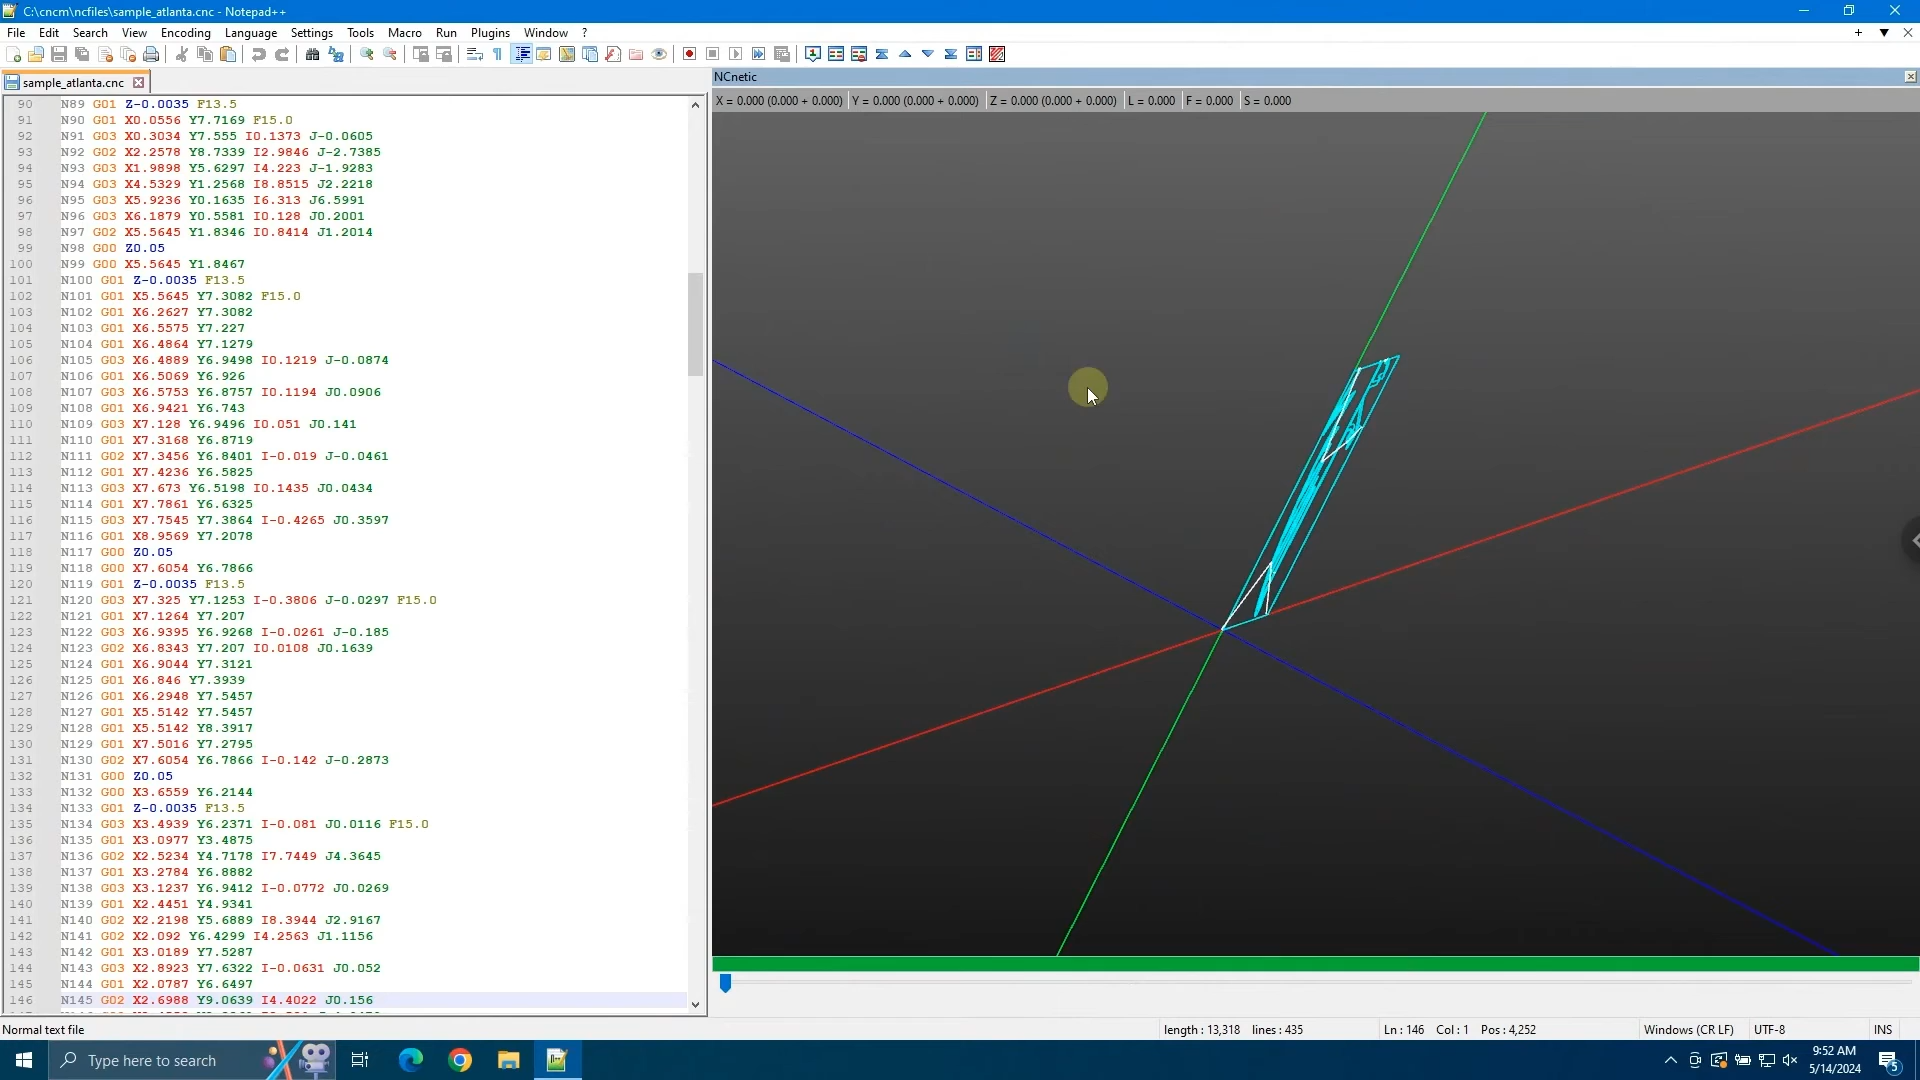 C:\cncm\ncfiles\sample_atlanta.cnc - Notepad++
File Edit Search View Encoding Language Settings Tools Macro Run Plugins Window ?
sample_atlanta.cnc
90 N89 G01 Z-0.0035 F13.5
91 N90 G01 X0.0556 Y7.7169 F15.0
92 N91 G03 X0.3034 Y7.555 I0.1373 J-0.0605
93 N92 G02 X2.2578 Y8.7339 I2.9846 J-2.7385
94 N93 G03 X1.9898 Y5.6297 I4.223 J-1.9283
95 N94 G03 X4.5329 Y1.2568 I8.8515 J2.2218
96 N95 G03 X5.9236 Y0.1635 I6.313 J6.5991
97 N96 G03 X6.1879 Y0.5581 I0.128 J0.2001
98 N97 G02 X5.5645 Y1.8346 I0.8414 J1.2014
99 N98 G00 Z0.05
100 N99 G00 X5.5645 Y1.8467
101 N100 G01 Z-0.0035 F13.5
102 N101 G01 X5.5645 Y7.3082 F15.0
103 N102 G01 X6.2627 Y7.3082
104 N103 G01 X6.5575 Y7.227
105 N104 G01 X6.4864 Y7.1279
106 N105 G03 X6.4889 Y6.9498 I0.1219 J-0.0874
107 N106 G01 X6.5069 Y6.926
108 N107 G03 X6.5753 Y6.8757 I0.1194 J0.0906
109 N108 G01 X6.9421 Y6.743
110 N109 G03 X7.128 Y6.9496 I0.051 J0.141
111 N110 G01 X7.3168 Y6.8719
112 N111 G02 X7.3456 Y6.8401 I-0.019 J-0.0461
113 N112 G01 X7.4236 Y6.5825
114 N113 G03 X7.673 Y6.5198 I0.1435 J0.0434
115 N114 G01 X7.7861 Y6.6325
116 N115 G03 X7.7545 Y7.3864 I-0.4265 J0.3597
117 N116 G01 X8.9569 Y7.2078
118 N117 G00 Z0.05
119 N118 G00 X7.6054 Y6.7866
120 N119 G01 Z-0.0035 F13.5
121 N120 G03 X7.325 Y7.1253 I-0.3806 J-0.0297 F15.0
122 N121 G01 X7.1264 Y7.207
123 N122 G03 X6.9395 Y6.9268 I-0.0261 J-0.185
124 N123 G02 X6.8343 Y7.207 I0.0108 J0.1639
125 N124 G01 X6.9044 Y7.3121
126 N125 G01 X6.846 Y7.3939
127 N126 G01 X6.2948 Y7.5457
128 N127 G01 X5.5142 Y7.5457
129 N128 G01 X5.5142 Y8.3917
130 N129 G01 X7.5016 Y7.2795
131 N130 G02 X7.6054 Y6.7866 I-0.142 J-0.2873
132 N131 G00 Z0.05
133 N132 G00 X3.6559 Y6.2144
134 N133 G01 Z-0.0035 F13.5
135 N134 G03 X3.4939 Y6.2371 I-0.081 J0.0116 F15.0
136 N135 G01 X3.0977 Y3.4875
137 N136 G02 X2.5234 Y4.7178 I7.7449 J4.3645
138 N137 G01 X3.2784 Y6.8882
139 N138 G03 X3.1237 Y6.9412 I-0.0772 J0.0269
140 N139 G01 X2.4451 Y4.9341
141 N140 G02 X2.2198 Y5.6889 I8.3944 J2.9167
142 N141 G02 X2.092 Y6.4299 I4.2563 J1.1156
143 N142 G01 X3.0189 Y7.5287
144 N143 G03 X2.8923 Y7.6322 I-0.0631 J0.052
145 N144 G01 X2.0787 Y6.6497
146 N145 G02 X2.6988 Y9.0639 I4.4022 J0.156
NCnetic
X = 0.000 (0.000 + 0.000) Y = 0.000 (0.000 + 0.000) Z = 0.000 (0.000 + 0.000) L = 0.000 F = 0.000 S = 0.000
Normal text file length : 13,318 lines : 435 Ln : 146 Col : 1 Pos : 4,252 Windows (CR LF) UTF-8 INS
Type here to search
9:52 AM
5/14/2024
5